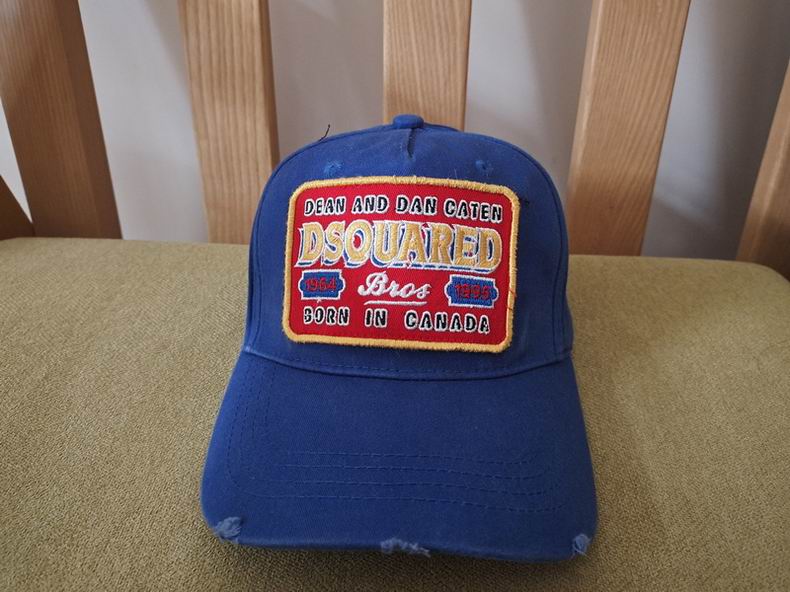 DEAN AND DAN CATEN
DSQUARED
1964 Bros 1995
BORN IN CANADA